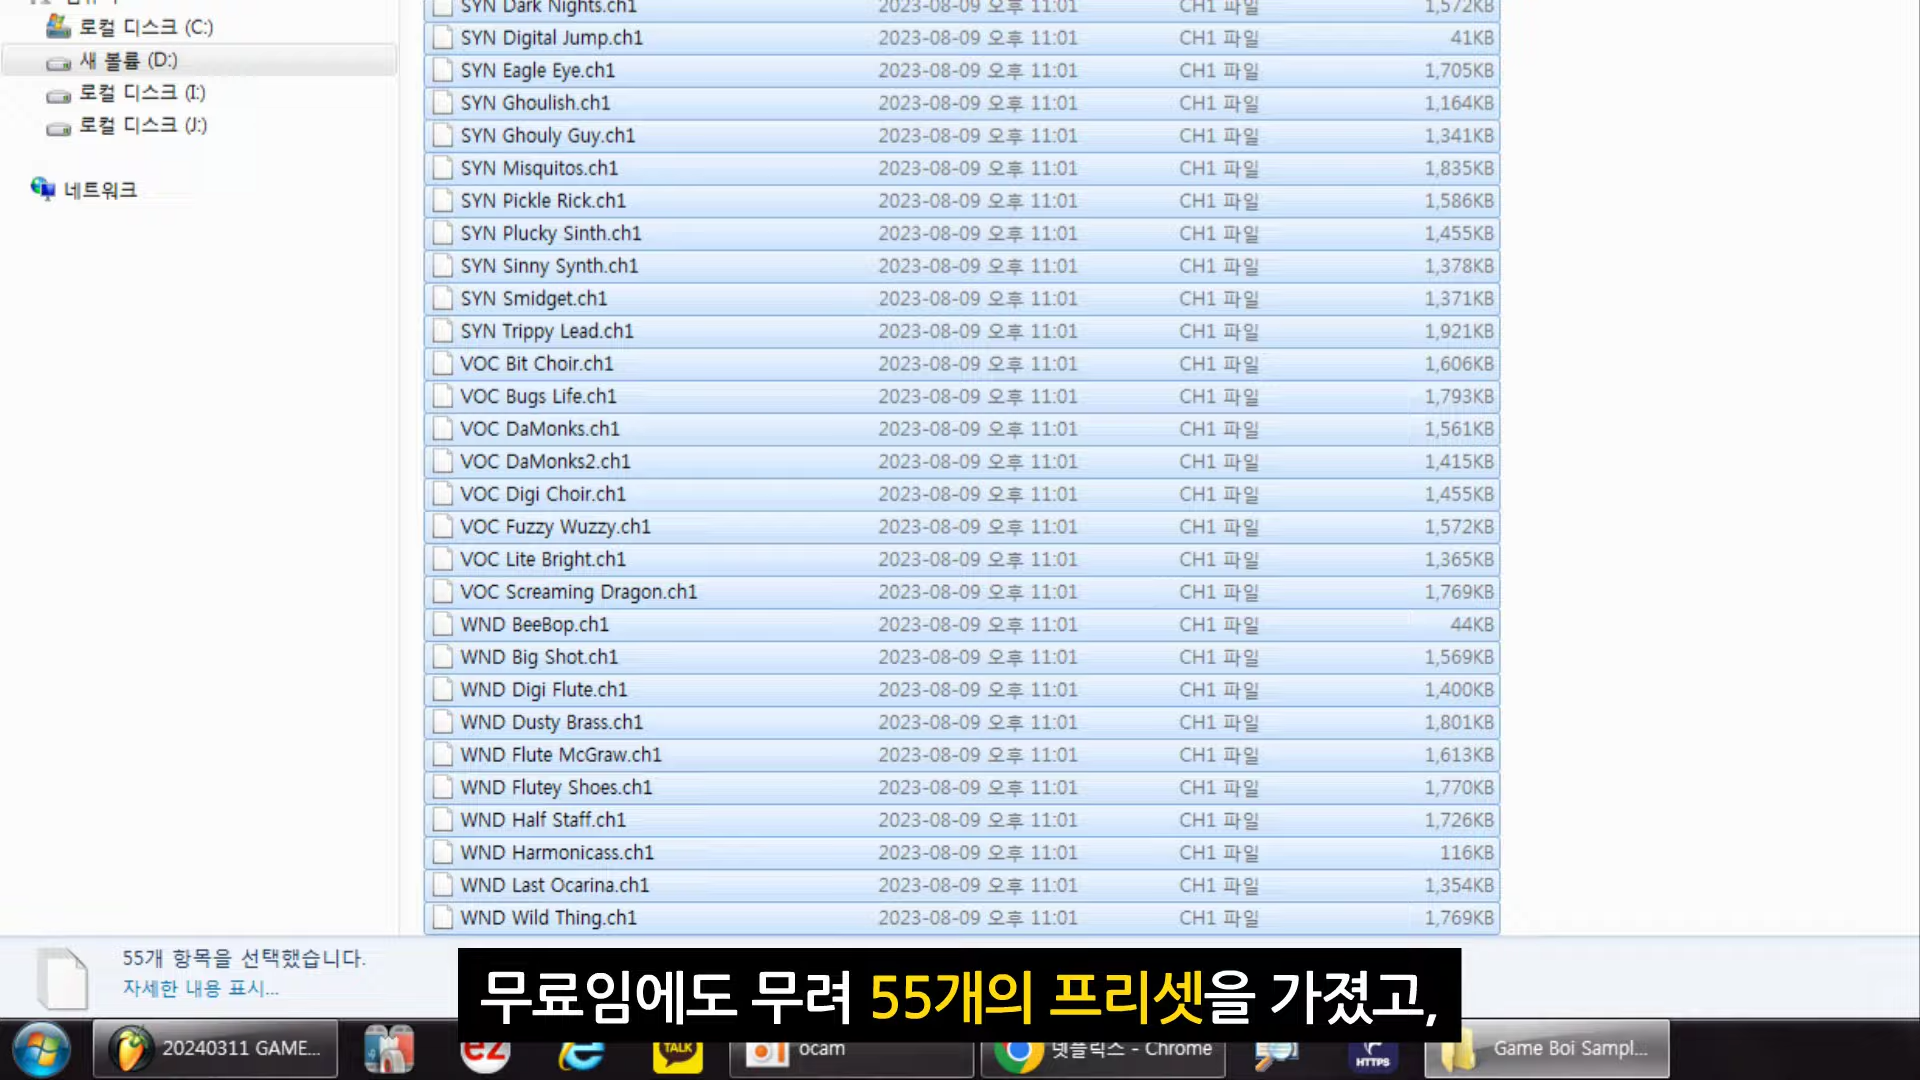 로컬 디스크 (C:)
새 볼륨 (D:)
로컬 디스크 (I:)
로컬 디스크 (J:)
네트워크
SYN Dark Nights.ch1 2023-08-09 오후 11:01 CH1 파일 1,572KB
SYN Digital Jump.ch1 2023-08-09 오후 11:01 CH1 파일 41KB
SYN Eagle Eye.ch1 2023-08-09 오후 11:01 CH1 파일 1,705KB
SYN Ghoulish.ch1 2023-08-09 오후 11:01 CH1 파일 1,164KB
SYN Ghouly Guy.ch1 2023-08-09 오후 11:01 CH1 파일 1,341KB
SYN Misquitos.ch1 2023-08-09 오후 11:01 CH1 파일 1,835KB
SYN Pickle Rick.ch1 2023-08-09 오후 11:01 CH1 파일 1,586KB
SYN Plucky Sinth.ch1 2023-08-09 오후 11:01 CH1 파일 1,455KB
SYN Sinny Synth.ch1 2023-08-09 오후 11:01 CH1 파일 1,378KB
SYN Smidget.ch1 2023-08-09 오후 11:01 CH1 파일 1,371KB
SYN Trippy Lead.ch1 2023-08-09 오후 11:01 CH1 파일 1,921KB
VOC Bit Choir.ch1 2023-08-09 오후 11:01 CH1 파일 1,606KB
VOC Bugs Life.ch1 2023-08-09 오후 11:01 CH1 파일 1,793KB
VOC DaMonks.ch1 2023-08-09 오후 11:01 CH1 파일 1,561KB
VOC DaMonks2.ch1 2023-08-09 오후 11:01 CH1 파일 1,415KB
VOC Digi Choir.ch1 2023-08-09 오후 11:01 CH1 파일 1,455KB
VOC Fuzzy Wuzzy.ch1 2023-08-09 오후 11:01 CH1 파일 1,572KB
VOC Lite Bright.ch1 2023-08-09 오후 11:01 CH1 파일 1,365KB
VOC Screaming Dragon.ch1 2023-08-09 오후 11:01 CH1 파일 1,769KB
WND BeeBop.ch1 2023-08-09 오후 11:01 CH1 파일 44KB
WND Big Shot.ch1 2023-08-09 오후 11:01 CH1 파일 1,569KB
WND Digi Flute.ch1 2023-08-09 오후 11:01 CH1 파일 1,400KB
WND Dusty Brass.ch1 2023-08-09 오후 11:01 CH1 파일 1,801KB
WND Flute McGraw.ch1 2023-08-09 오후 11:01 CH1 파일 1,613KB
WND Flutey Shoes.ch1 2023-08-09 오후 11:01 CH1 파일 1,770KB
WND Half Staff.ch1 2023-08-09 오후 11:01 CH1 파일 1,726KB
WND Harmonicass.ch1 2023-08-09 오후 11:01 CH1 파일 116KB
WND Last Ocarina.ch1 2023-08-09 오후 11:01 CH1 파일 1,354KB
WND Wild Thing.ch1 2023-08-09 오후 11:01 CH1 파일 1,769KB
55개 항목을 선택했습니다.
자세한 내용 표시...
무료임에도 무려 55개의 프리셋을 가졌고,
20240311 GAME...
ez
TALK
ocam
넷플릭스 - Chrome
HTTPS
Game Boi Sampl...